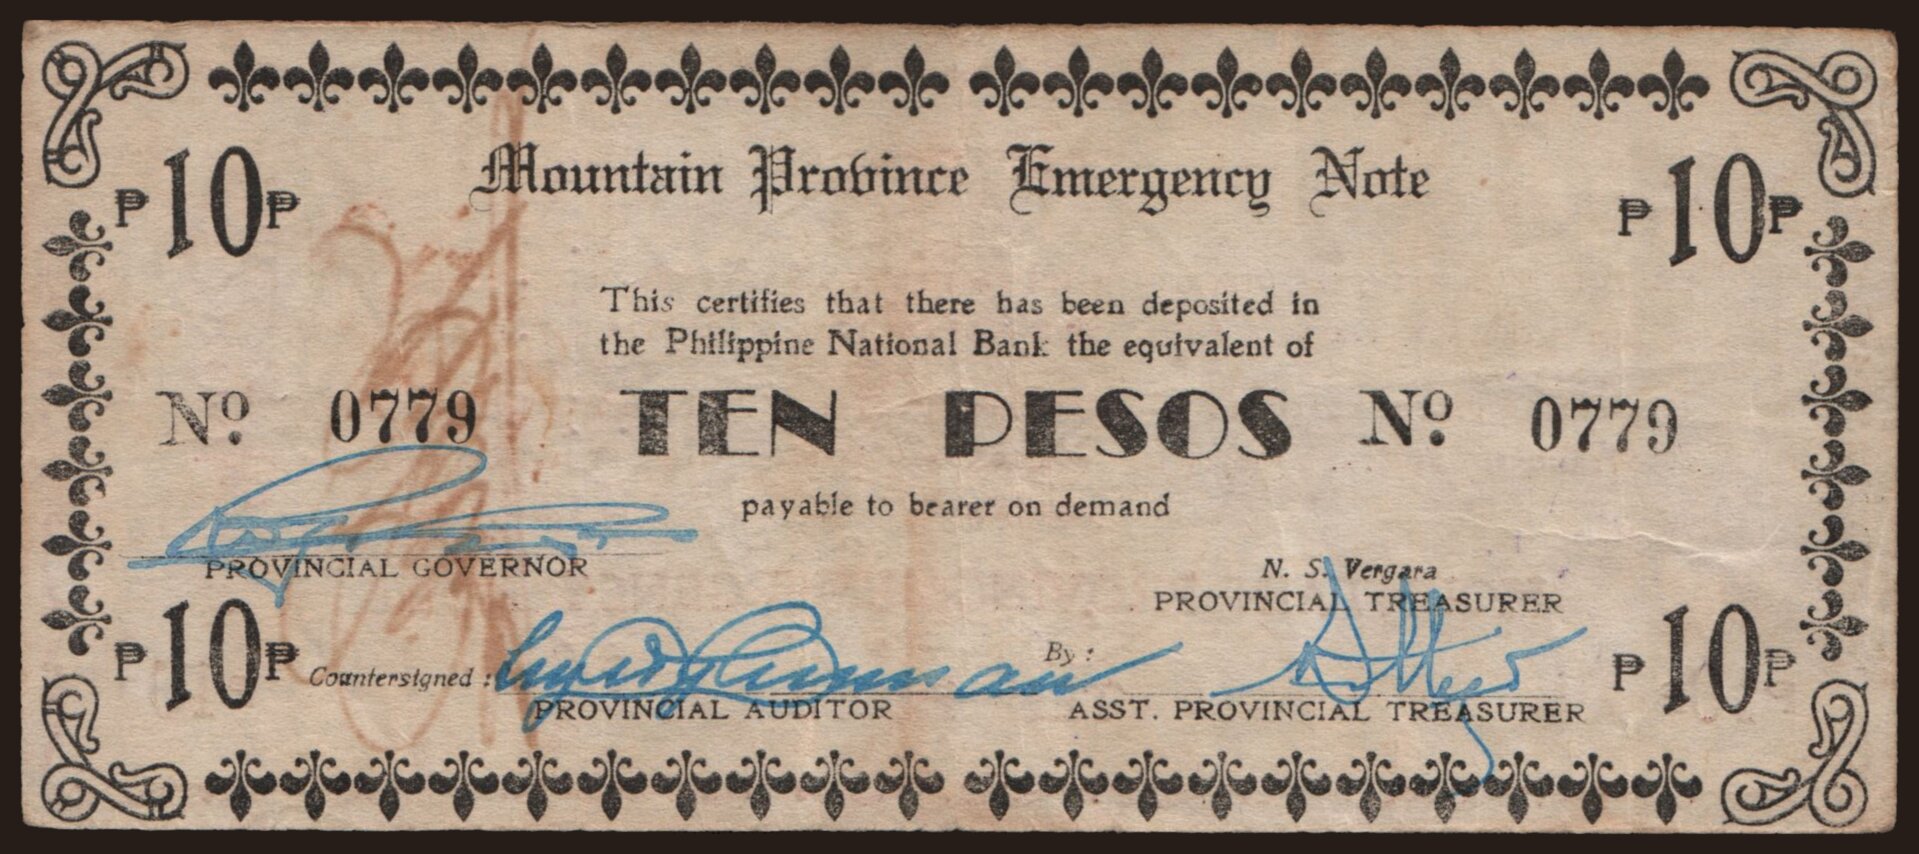 Mountain Province Emergency Note
₱10₱ ₱10₱
This certifies that there has been deposited in
the Philippine National Bank the equivalent of
Nº 0779 TEN PESOS Nº 0779
payable to bearer on demand
PROVINCIAL GOVERNOR
N. S. Vergara
PROVINCIAL TREASURER
₱10₱ Countersigned : By : ₱10₱
PROVINCIAL AUDITOR ASST. PROVINCIAL TREASURER